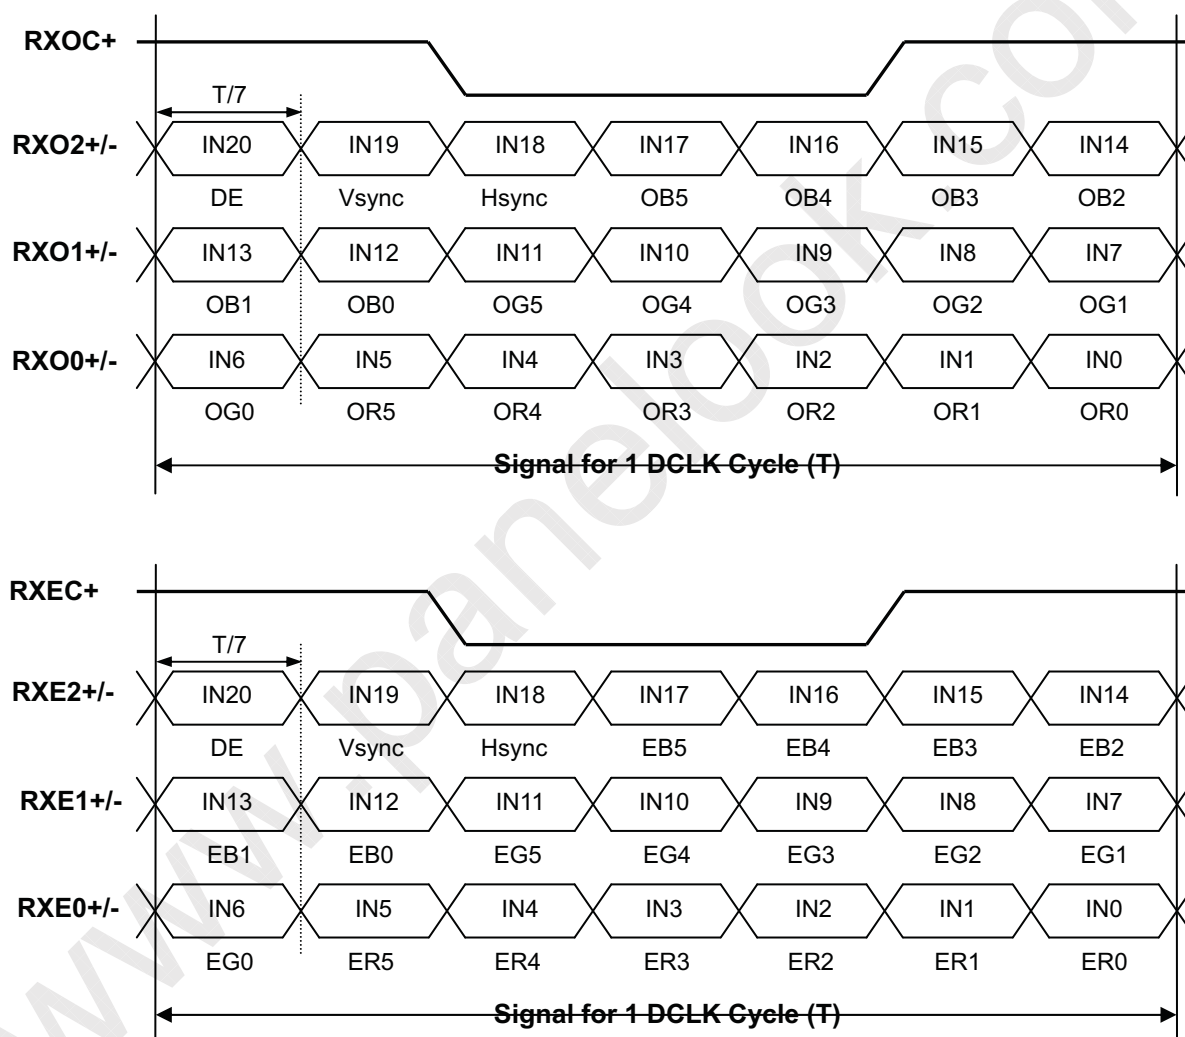 RXOC+
T/7
RXO2+/- IN20 IN19 IN18 IN17 IN16 IN15 IN14
DE Vsync Hsync OB5 OB4 OB3 OB2
RXO1+/- IN13 IN12 IN11 IN10 IN9 IN8 IN7
OB1 OB0 OG5 OG4 OG3 OG2 OG1
RXO0+/- IN6 IN5 IN4 IN3 IN2 IN1 IN0
OG0 OR5 OR4 OR3 OR2 OR1 OR0
Signal for 1 DCLK Cycle (T)
RXEC+
T/7
RXE2+/- IN20 IN19 IN18 IN17 IN16 IN15 IN14
DE Vsync Hsync EB5 EB4 EB3 EB2
RXE1+/- IN13 IN12 IN11 IN10 IN9 IN8 IN7
EB1 EB0 EG5 EG4 EG3 EG2 EG1
RXE0+/- IN6 IN5 IN4 IN3 IN2 IN1 IN0
EG0 ER5 ER4 ER3 ER2 ER1 ER0
Signal for 1 DCLK Cycle (T)
www.panelook.com